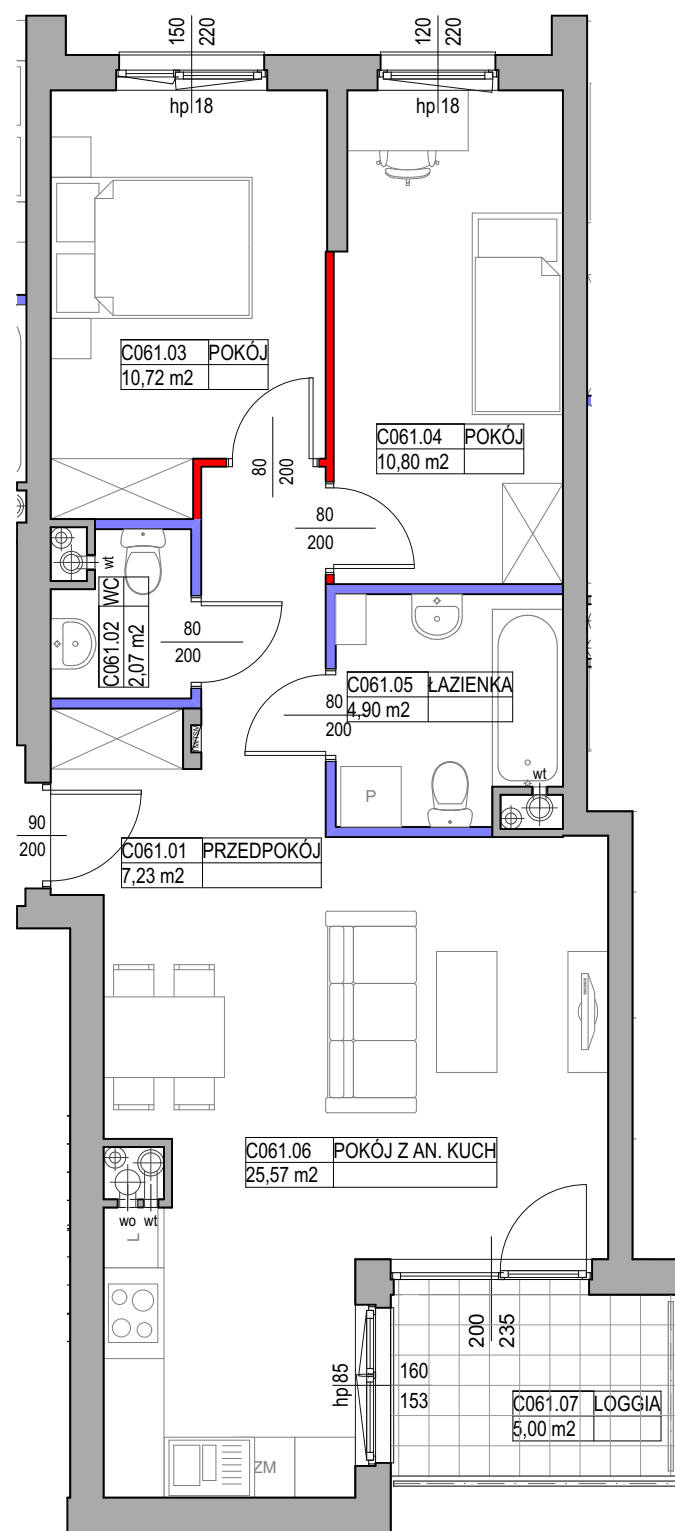 150
220
120
220
hp 18
hp 18
C061.03 POKÓJ
10,72 m2
C061.04 POKÓJ
10,80 m2
80
200
80
200
wt
C061.02 WC
2,07 m2
80
200
C061.05 ŁAZIENKA
4,90 m2
80
200
P
wt
90
200
C061.01 PRZEDPOKÓJ
7,23 m2
C061.06 POKÓJ Z AN. KUCH
25,57 m2
wo wt
L
200
235
hp 85
160
153
C061.07 LOGGIA
5,00 m2
ZM